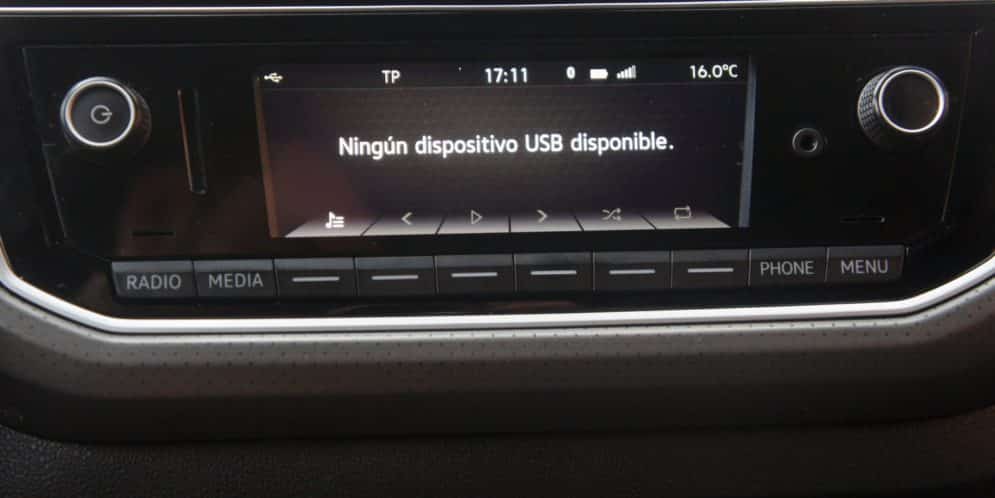 TP 17:11 16.0°C
Ningún dispositivo USB disponible.
RADIO MEDIA PHONE MENU